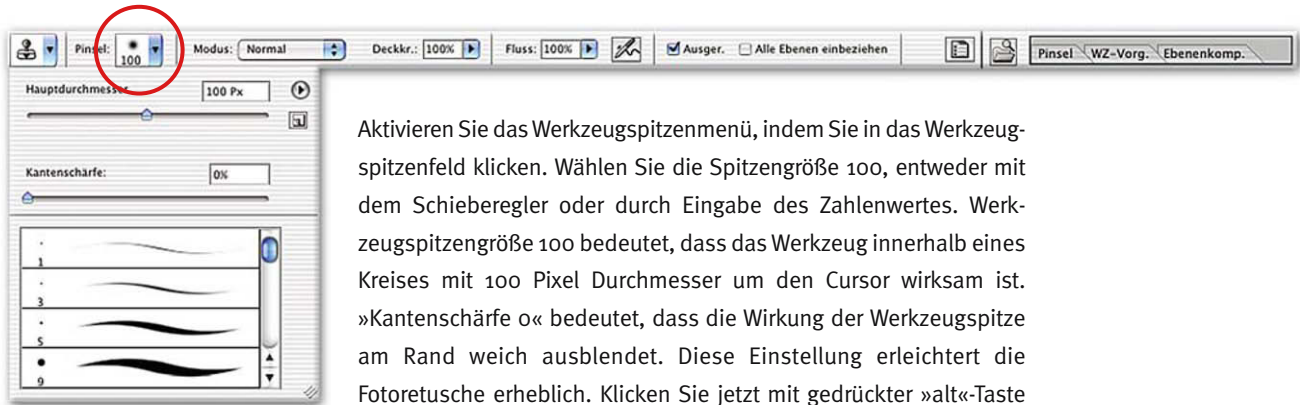 Pinsel: 100 Modus: Normal Deckkr.: 100% Fluss: 100% Ausger. Alle Ebenen einbeziehen Pinsel WZ-Vorg. Ebenenkomp.
Hauptdurchmesser 100 Px
Kantenschärfe: 0%
1
3
5
9
Aktivieren Sie das Werkzeugspitzenmenü, indem Sie in das Werkzeug-
spitzenfeld klicken. Wählen Sie die Spitzengröße 100, entweder mit
dem Schieberegler oder durch Eingabe des Zahlenwertes. Werk-
zeugspitzengröße 100 bedeutet, dass das Werkzeug innerhalb eines
Kreises mit 100 Pixel Durchmesser um den Cursor wirksam ist.
»Kantenschärfe 0« bedeutet, dass die Wirkung der Werkzeugspitze
am Rand weich ausblendet. Diese Einstellung erleichtert die
Fotoretusche erheblich. Klicken Sie jetzt mit gedrückter »alt«-Taste